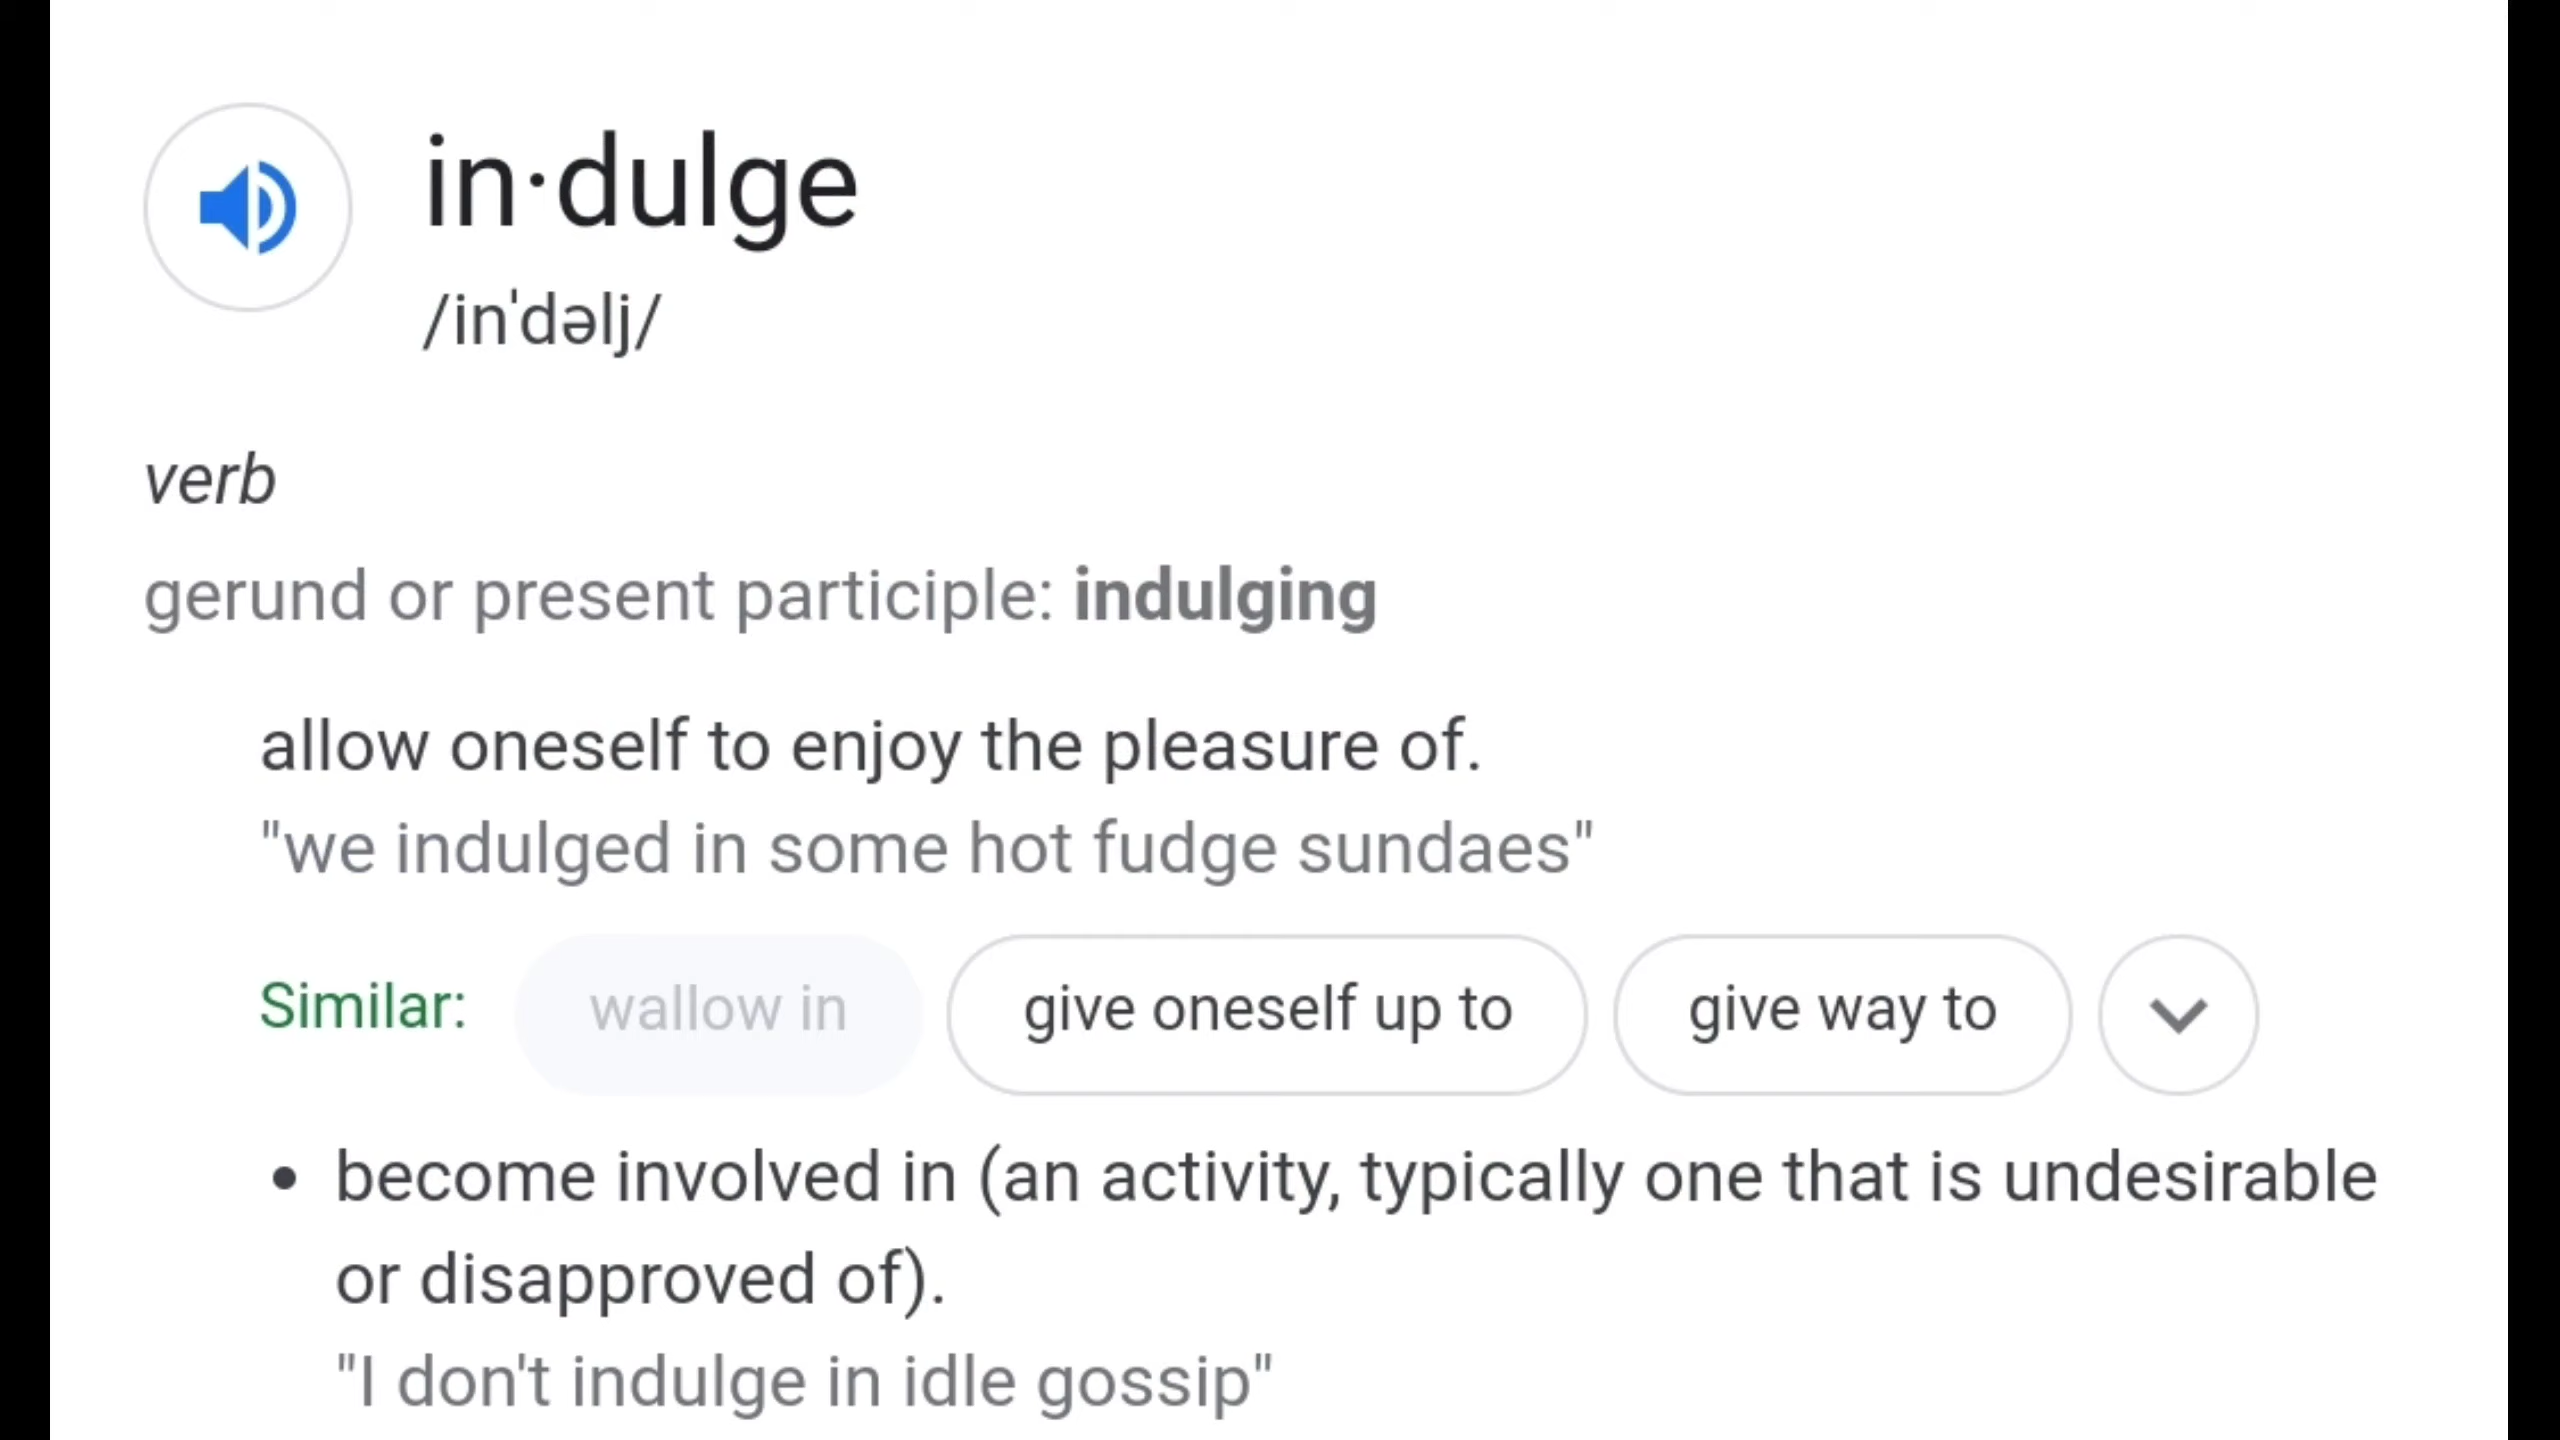 in·dulge
/inˈdəlj/
verb
gerund or present participle: indulging
allow oneself to enjoy the pleasure of.
"we indulged in some hot fudge sundaes"
Similar: wallow in give oneself up to give way to
• become involved in (an activity, typically one that is undesirable
or disapproved of).
"I don't indulge in idle gossip"